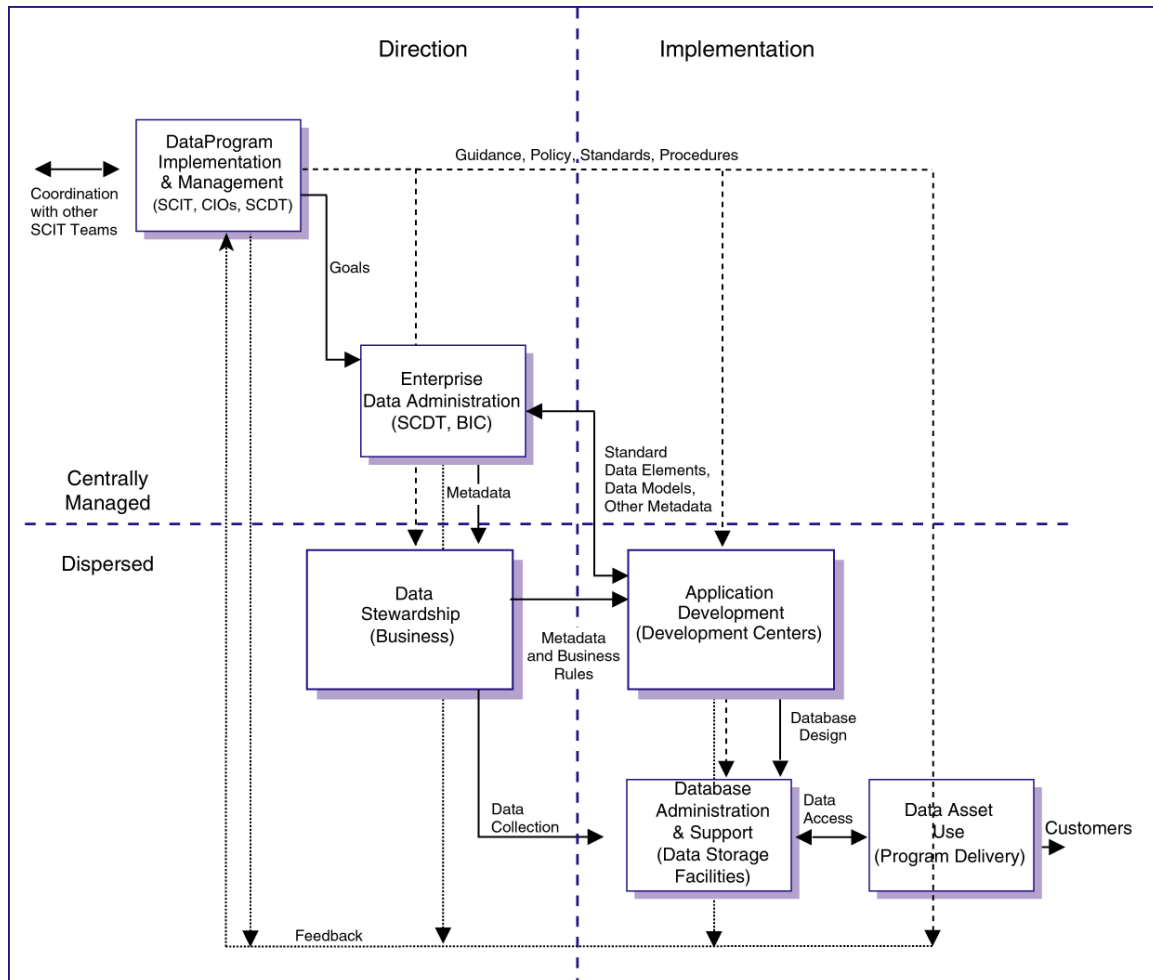 Direction
Implementation
DataProgram
Implementation
& Management
(SCIT, CIOs, SCDT)
Guidance, Policy, Standards, Procedures
Coordination
with other
SCIT Teams
Goals
Enterprise
Data Administration
(SCDT, BIC)
Standard
Data Elements,
Data Models,
Other Metadata
Centrally
Managed
Metadata
Dispersed
Data
Stewardship
(Business)
Application
Development
(Development Centers)
Metadata
and Business
Rules
Database
Design
Data
Collection
Database
Administration
& Support
(Data Storage
Facilities)
Data
Access
Data Asset
Use
(Program Delivery)
Customers
Feedback